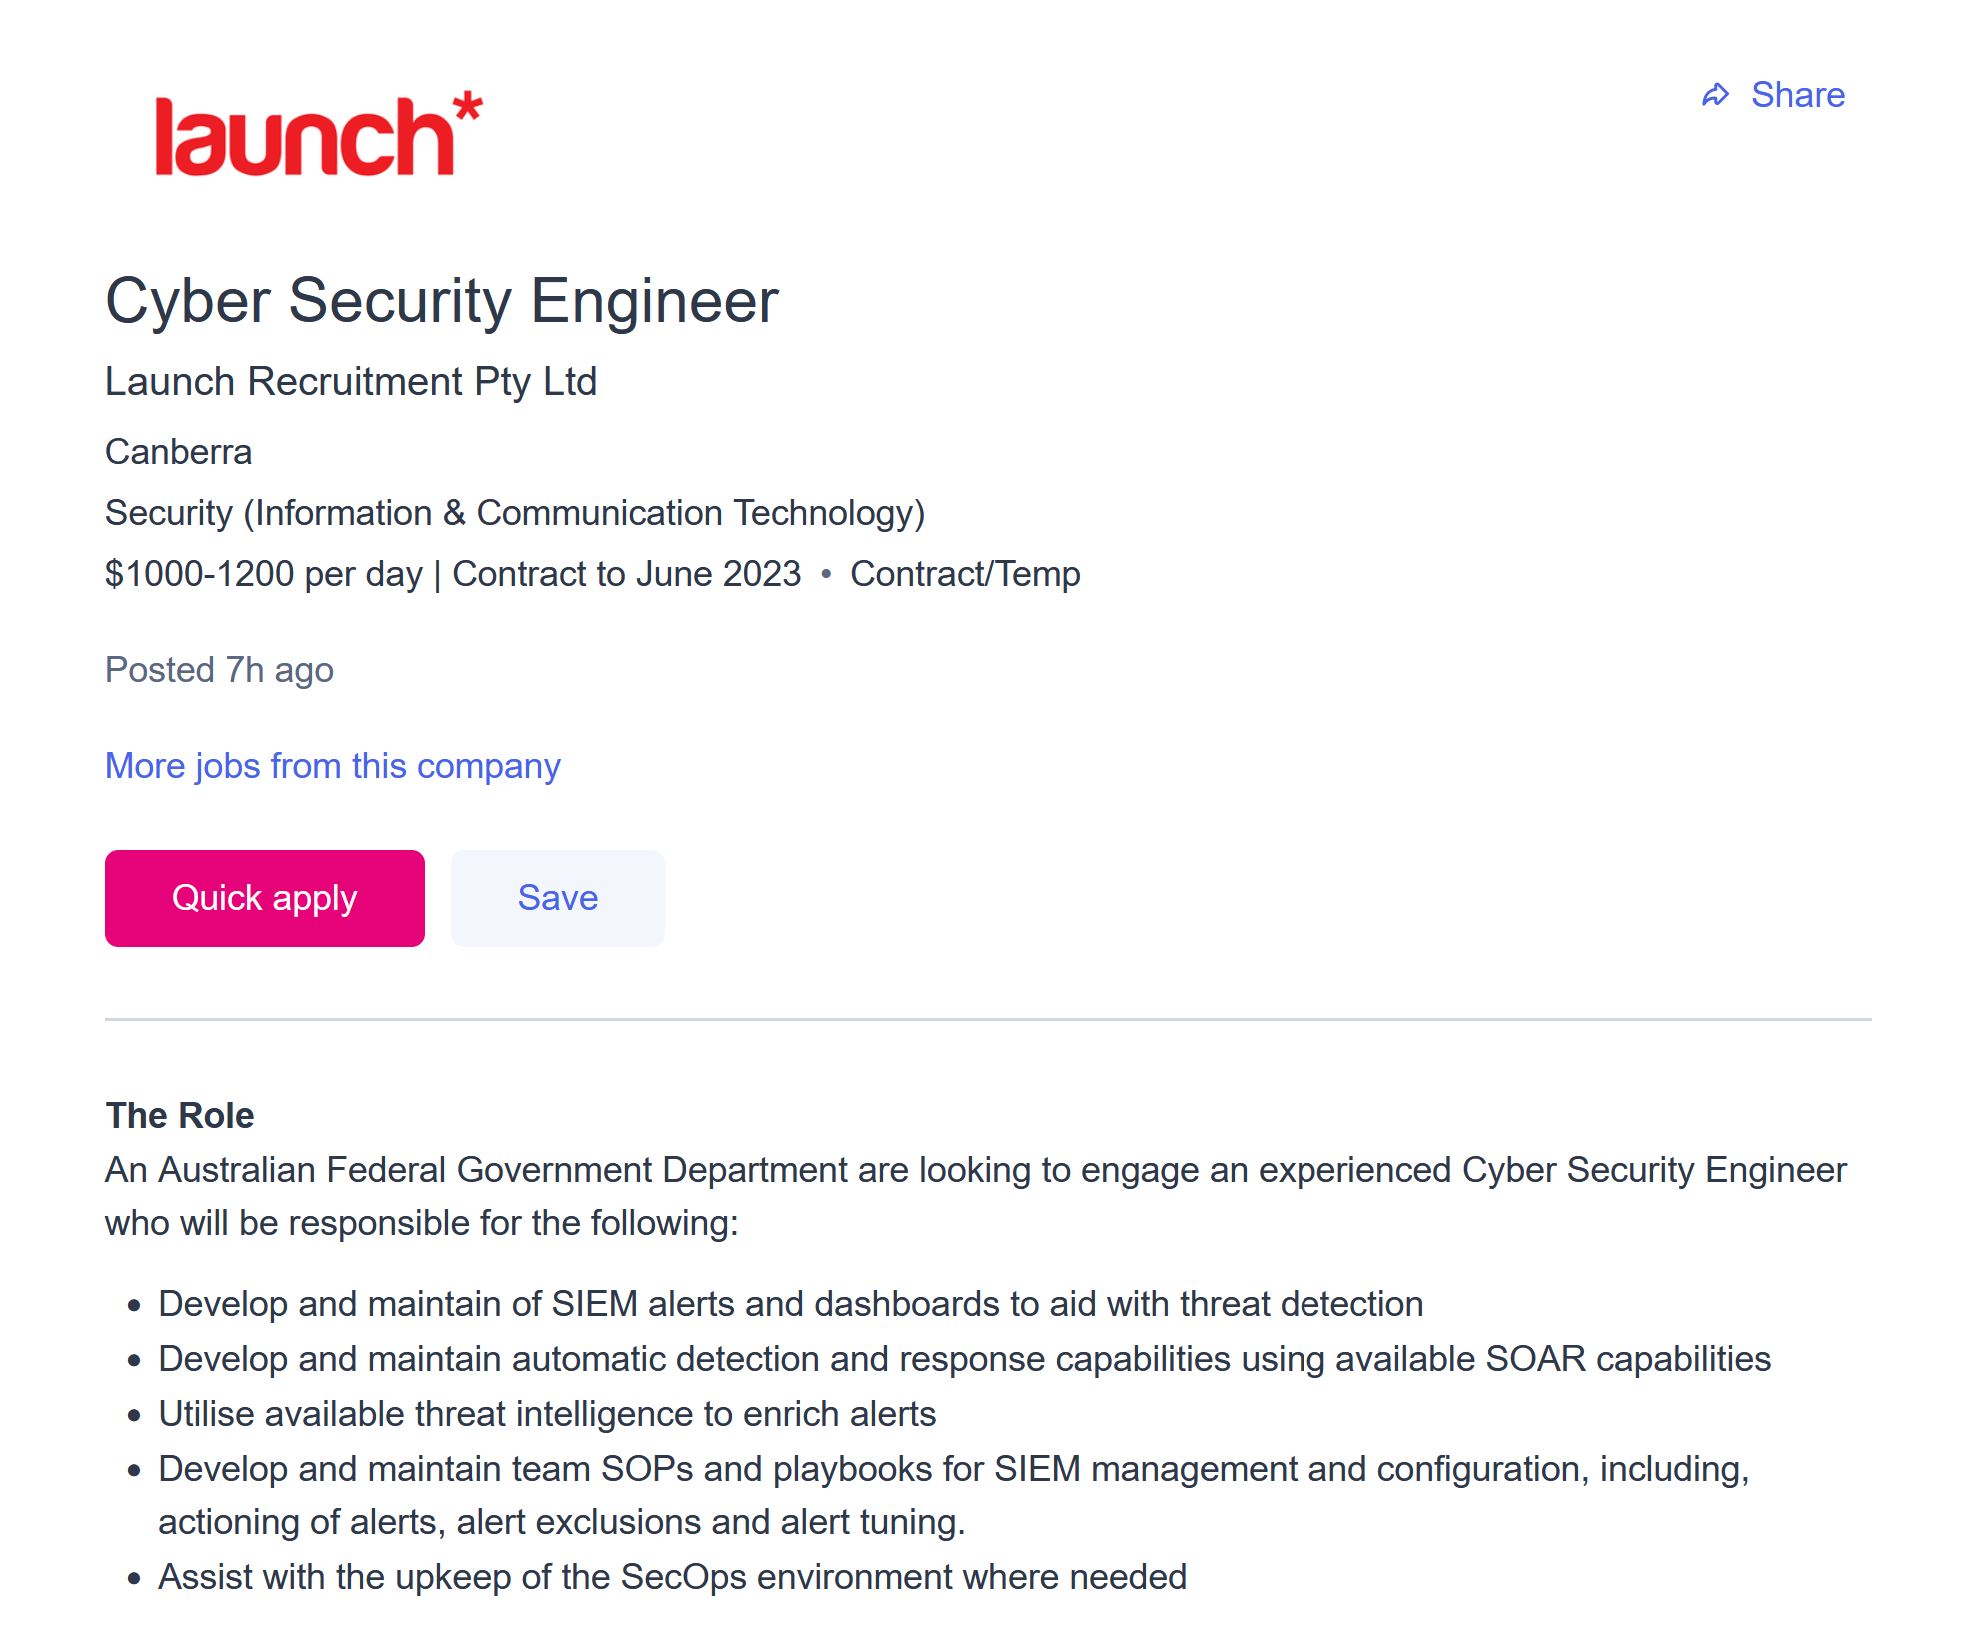 launch*
Share
Cyber Security Engineer
Launch Recruitment Pty Ltd
Canberra
Security (Information & Communication Technology)
$1000-1200 per day | Contract to June 2023 • Contract/Temp
Posted 7h ago
More jobs from this company
Quick apply
Save
The Role
An Australian Federal Government Department are looking to engage an experienced Cyber Security Engineer
who will be responsible for the following:
• Develop and maintain of SIEM alerts and dashboards to aid with threat detection
• Develop and maintain automatic detection and response capabilities using available SOAR capabilities
• Utilise available threat intelligence to enrich alerts
• Develop and maintain team SOPs and playbooks for SIEM management and configuration, including,
actioning of alerts, alert exclusions and alert tuning.
• Assist with the upkeep of the SecOps environment where needed